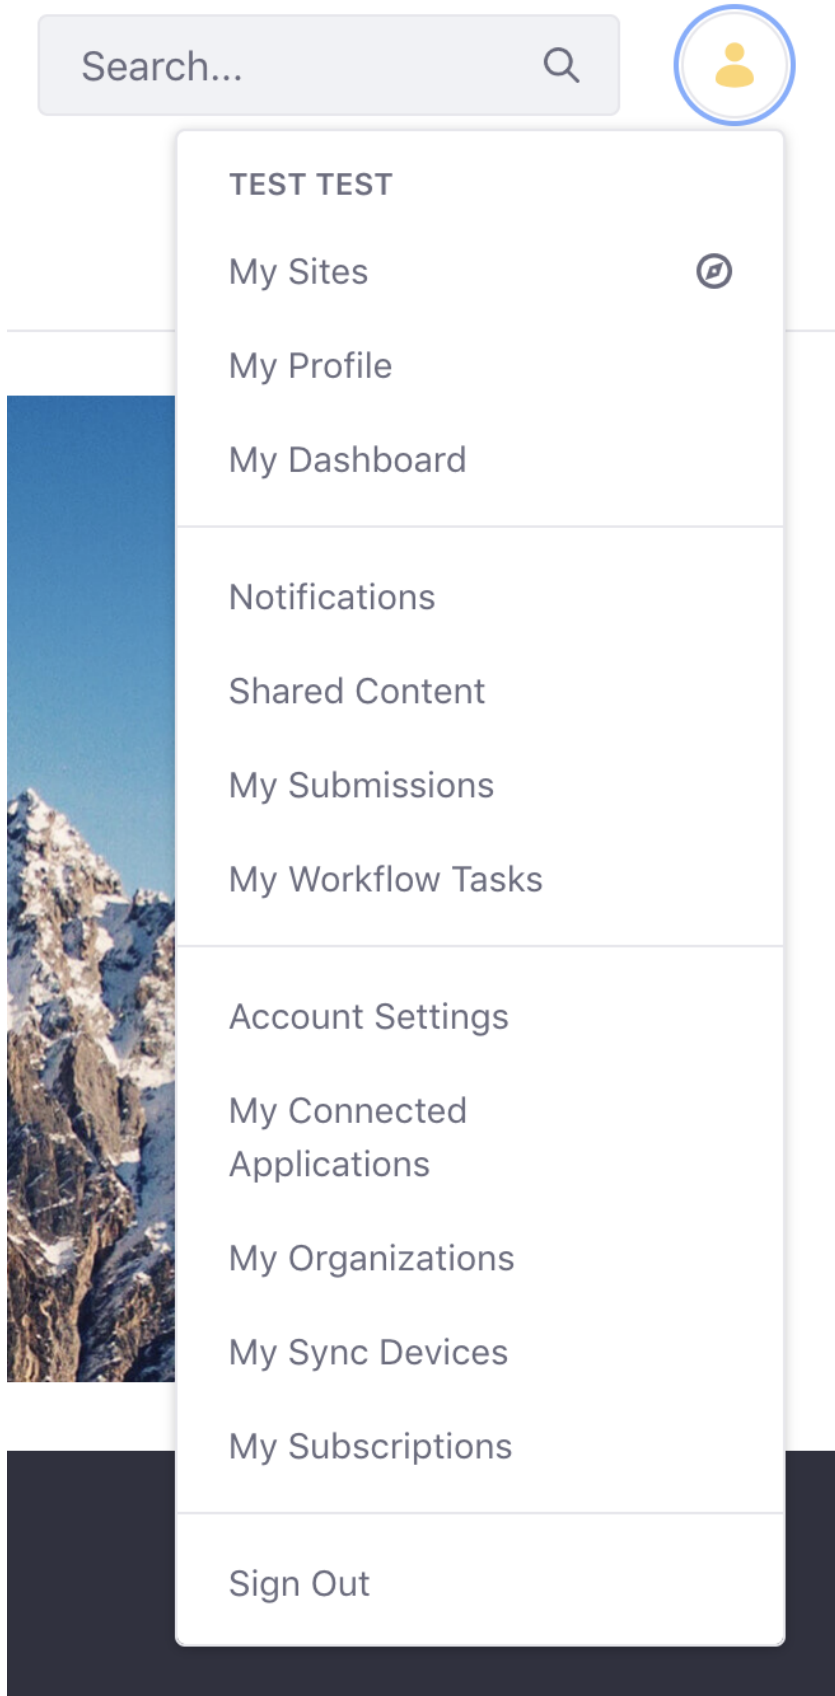 Search...
TEST TEST
My Sites
My Profile
My Dashboard
Notifications
Shared Content
My Submissions
My Workflow Tasks
Account Settings
My Connected
Applications
My Organizations
My Sync Devices
My Subscriptions
Sign Out